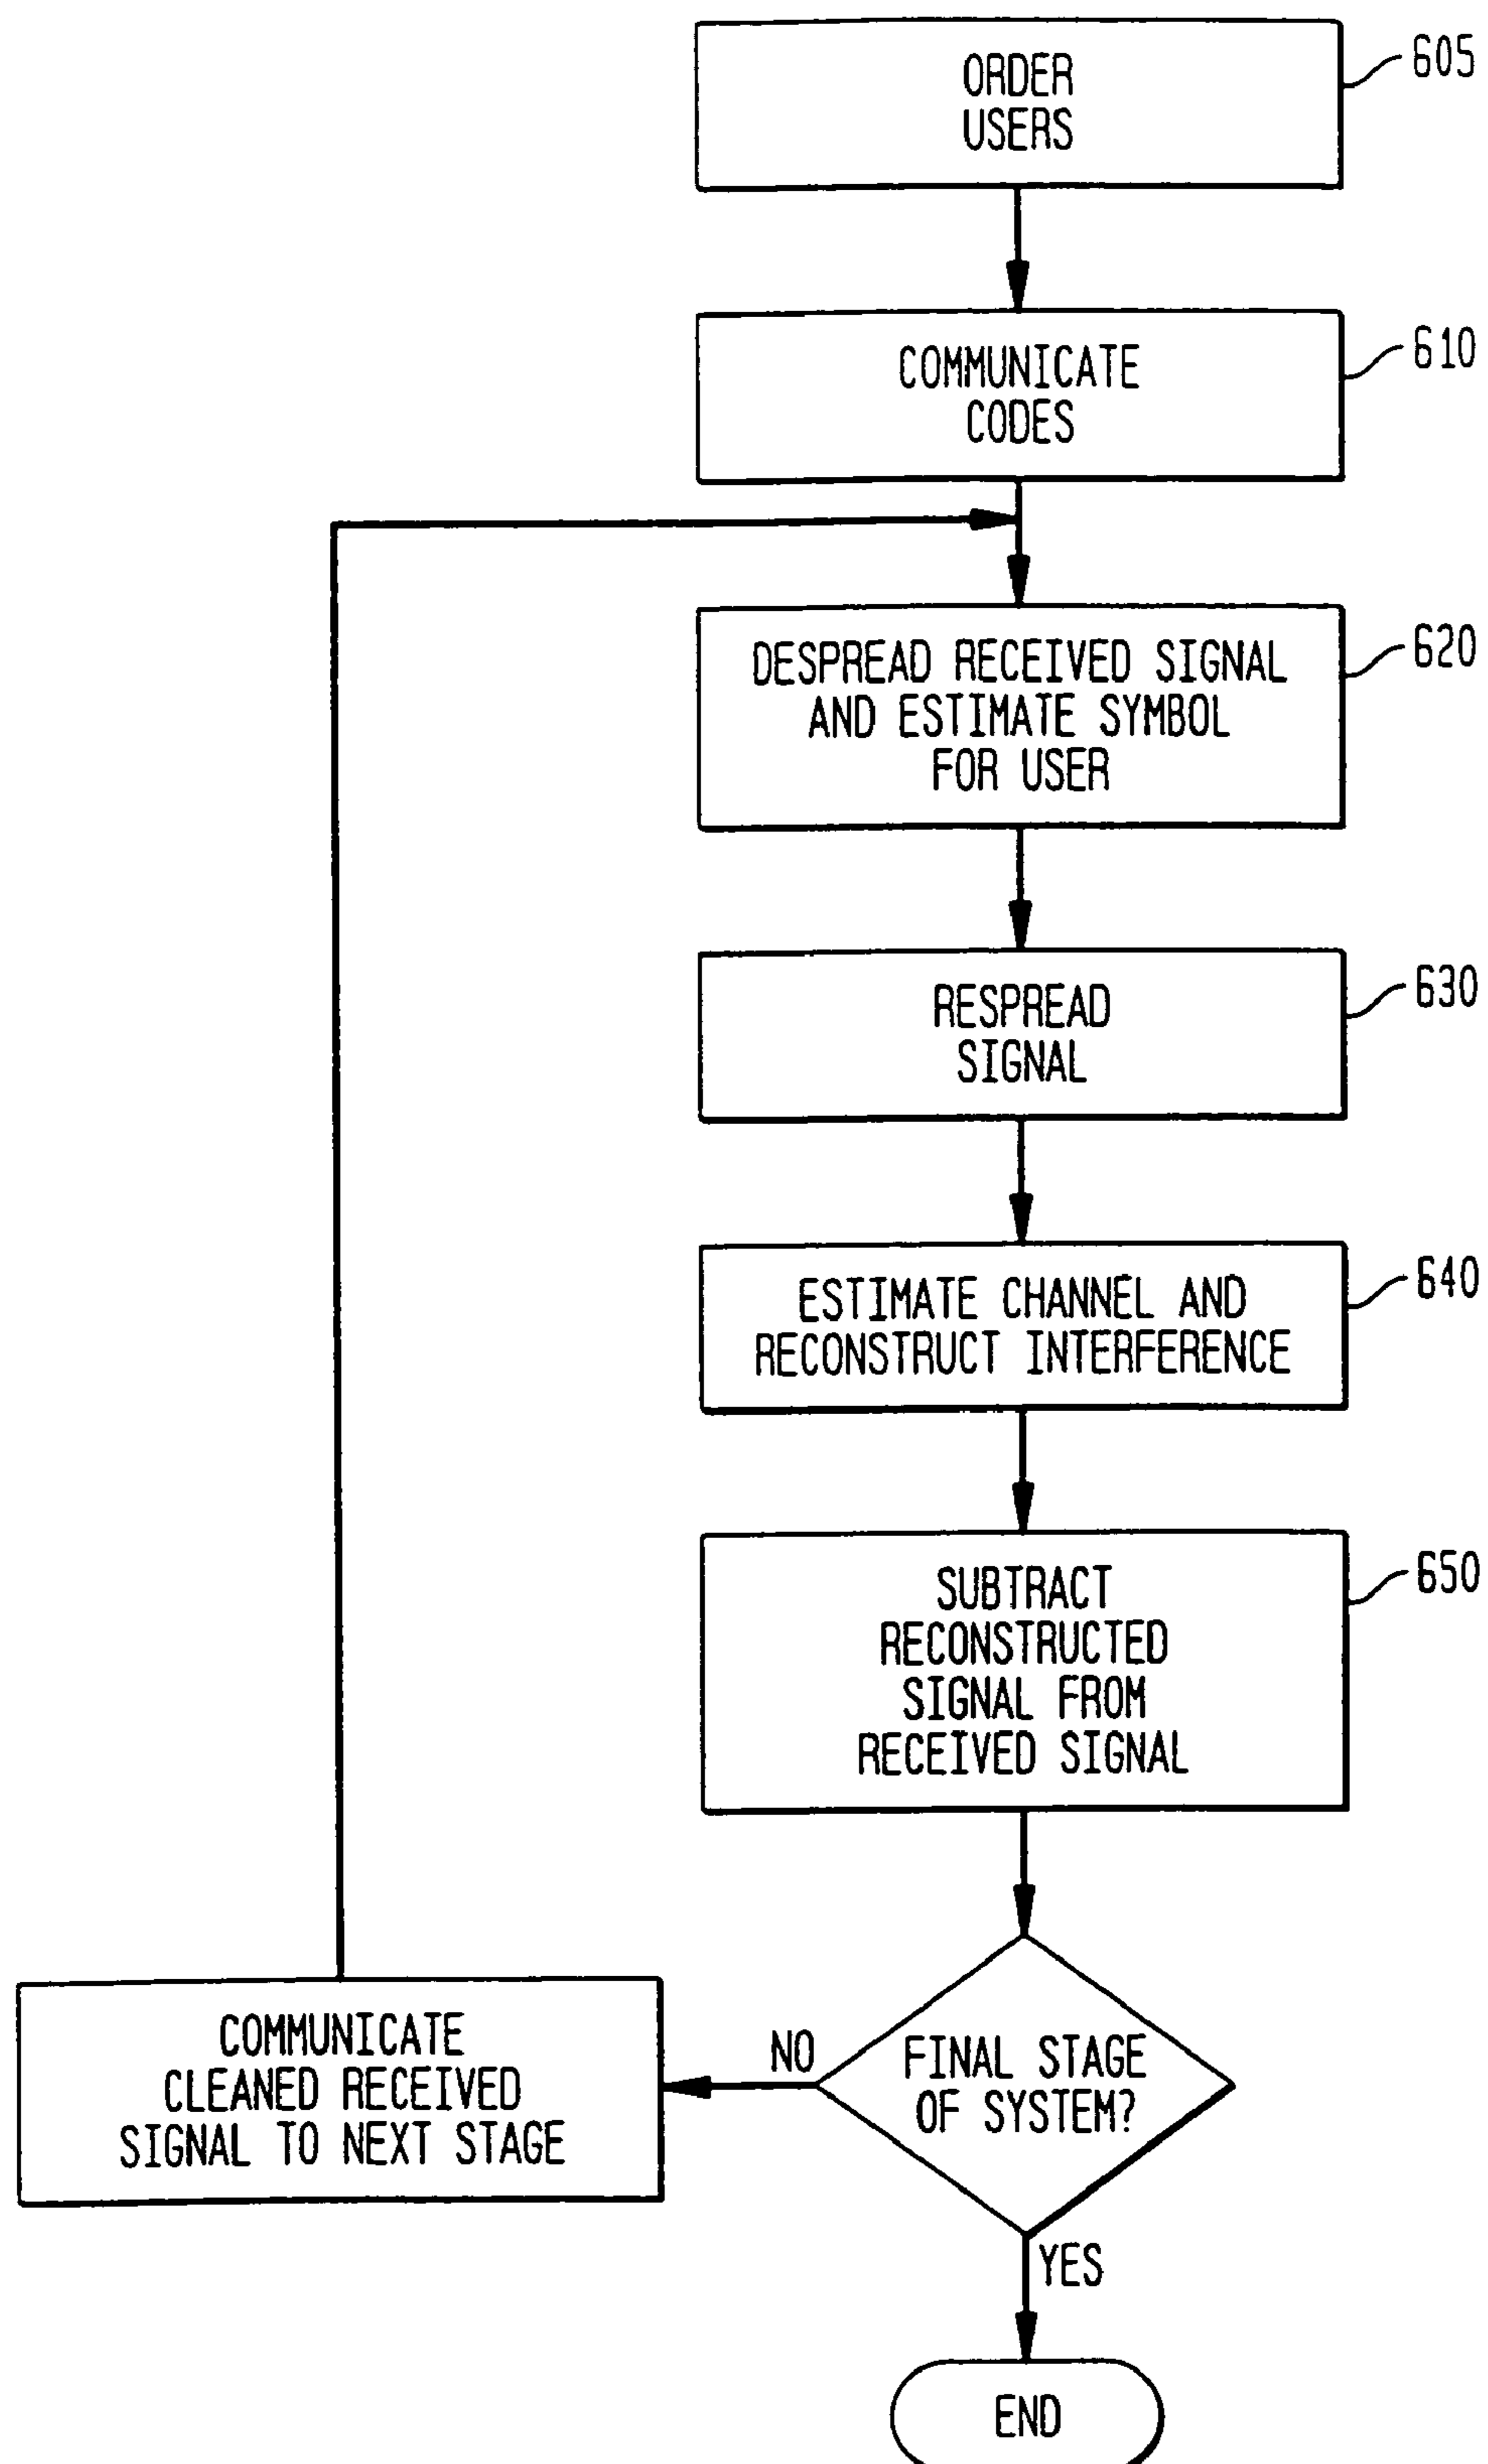 ORDER
USERS
605
COMMUNICATE
CODES
610
DESPREAD RECEIVED SIGNAL
AND ESTIMATE SYMBOL
FOR USER
620
RESPREAD
SIGNAL
630
ESTIMATE CHANNEL AND
RECONSTRUCT INTERFERENCE
640
SUBTRACT
RECONSTRUCTED
SIGNAL FROM
RECEIVED SIGNAL
650
FINAL STAGE
OF SYSTEM?
NO
COMMUNICATE
CLEANED RECEIVED
SIGNAL TO NEXT STAGE
YES
END